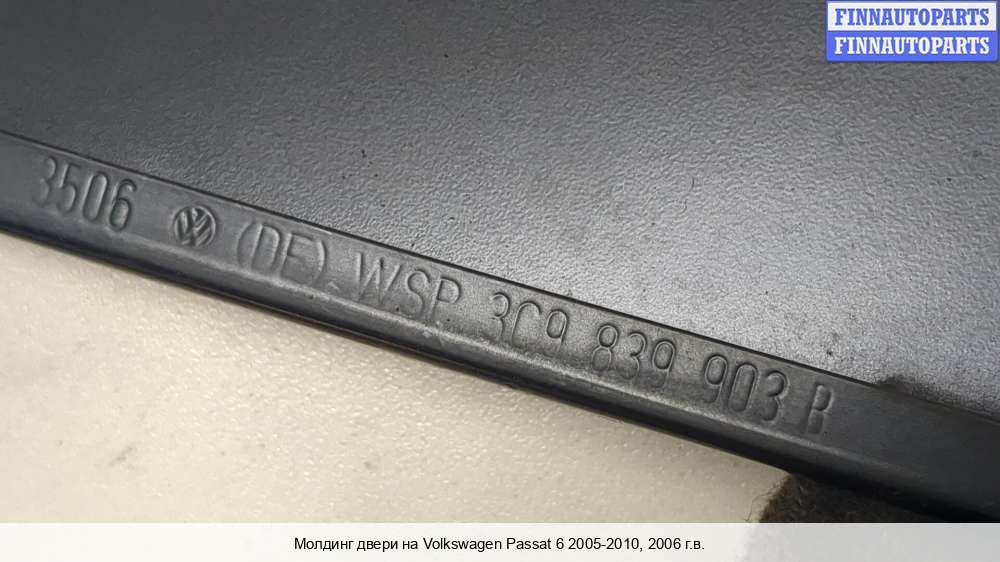 FINNAUTOPARTS
FINNAUTOPARTS
3506 (DE) WSP 3C9 839 903 B
Молдинг двери на Volkswagen Passat 6 2005-2010, 2006 г.в.